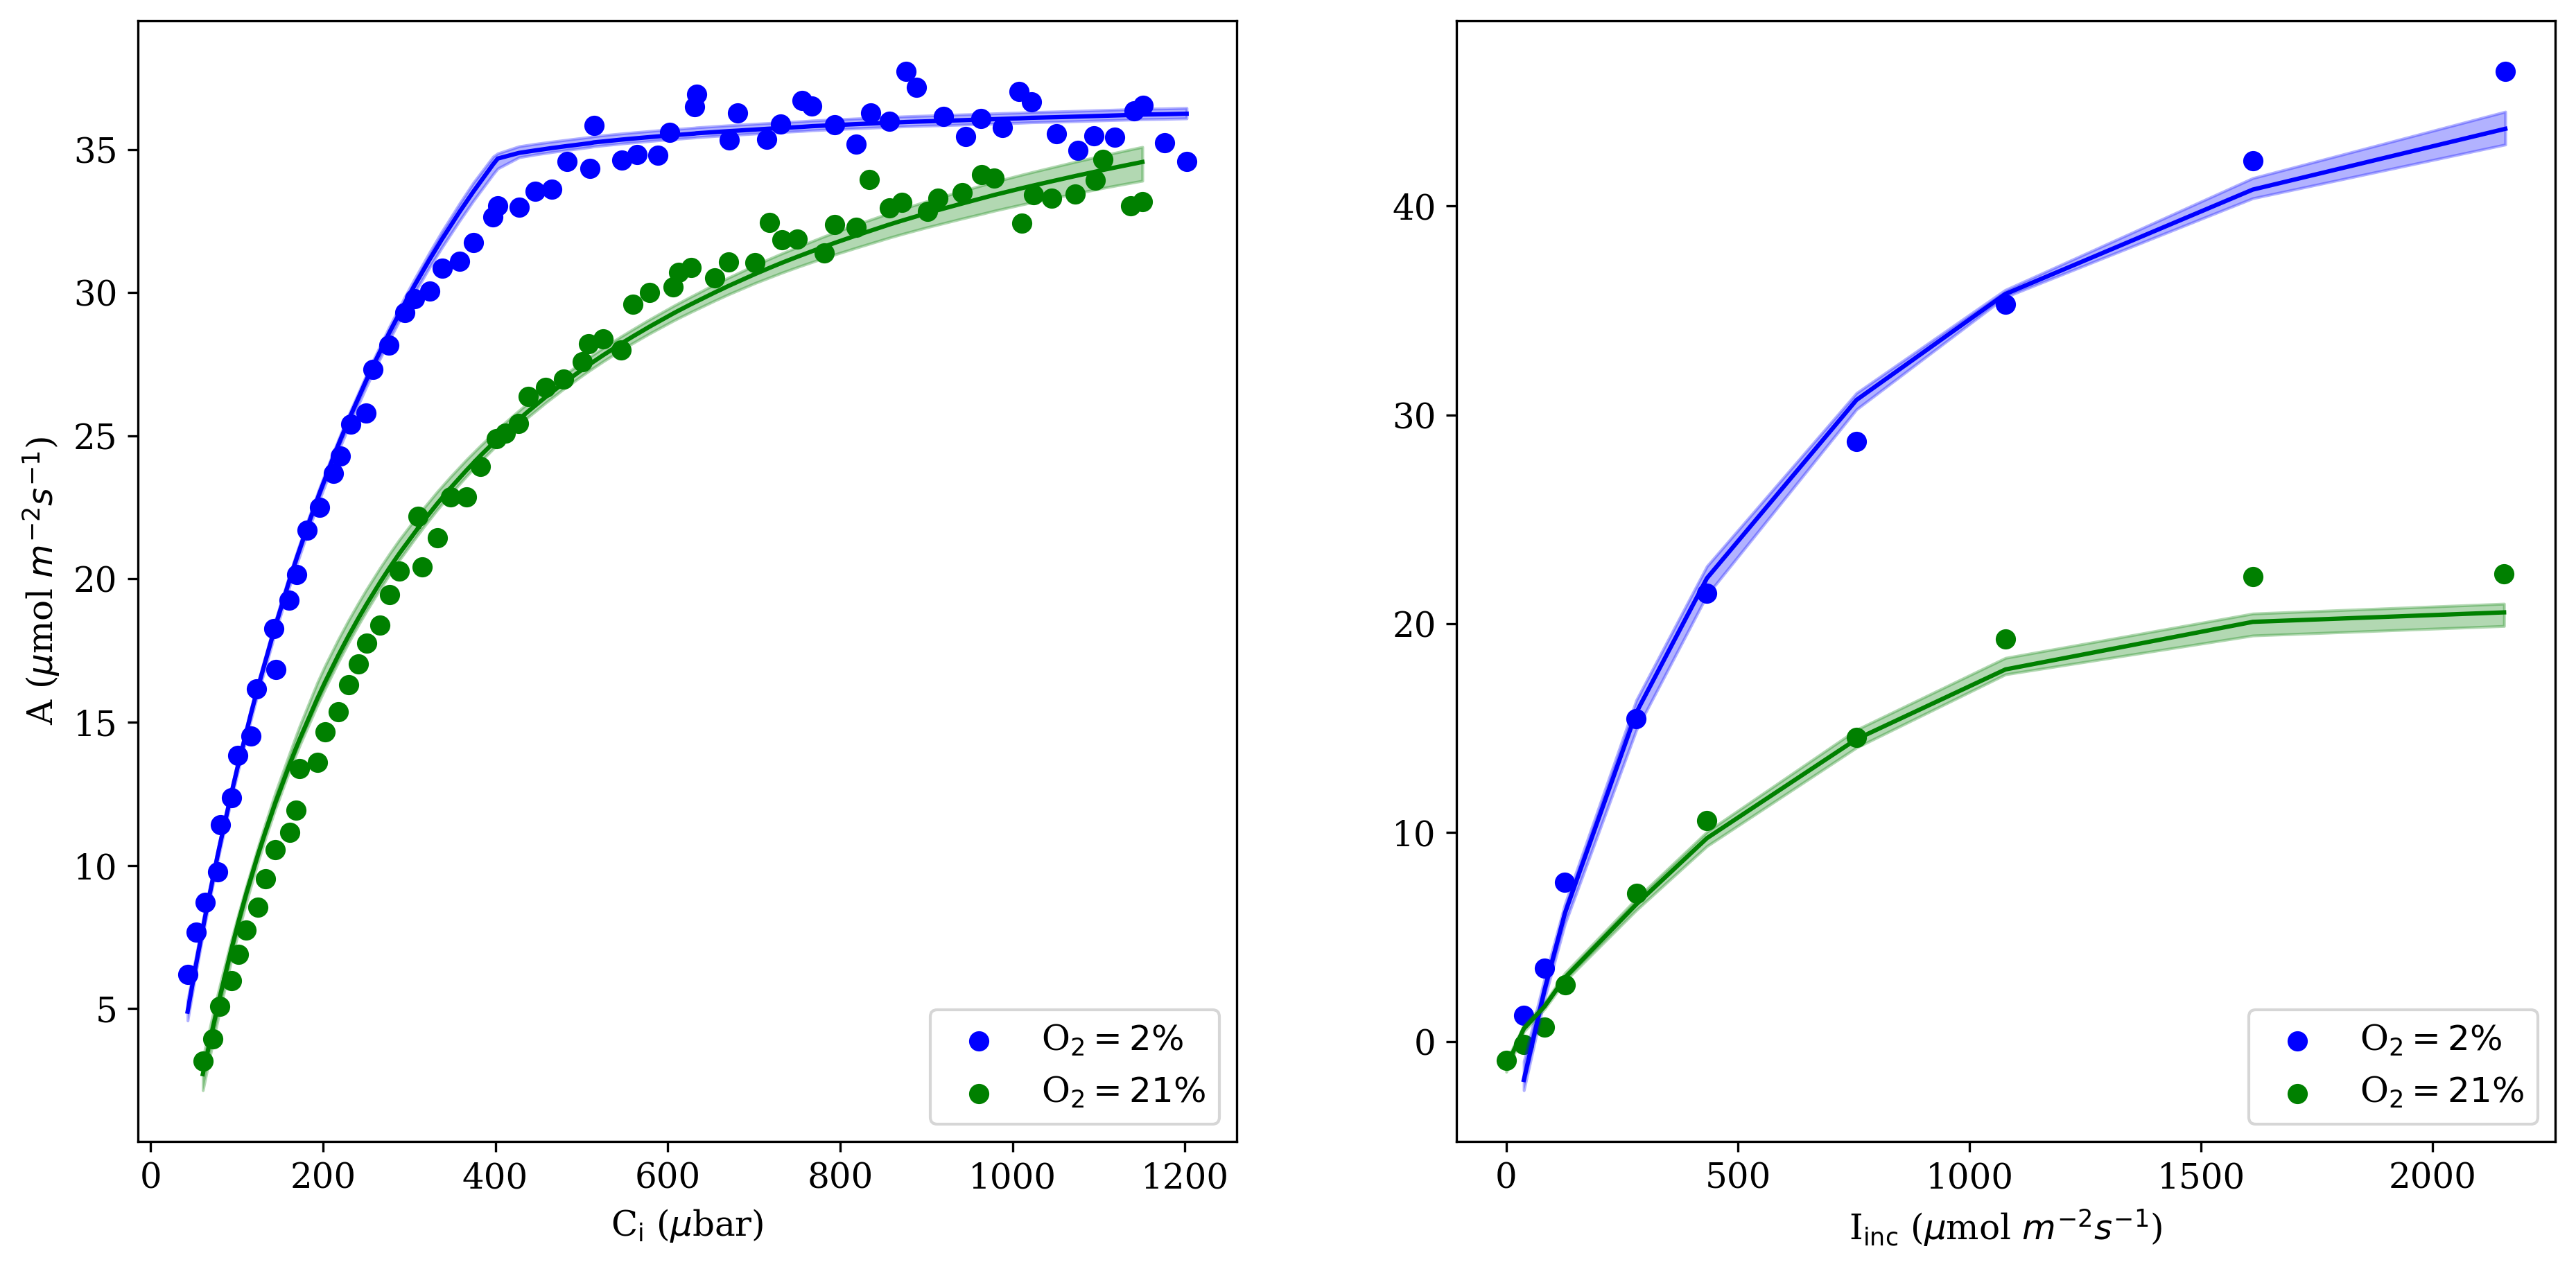 A (μmol m⁻²s⁻¹)
35
30
25
20
15
10
5
0 200 400 600 800 1000 1200
C_i (μbar)
O₂ = 2%
O₂ = 21%
40
30
20
10
0
0 500 1000 1500 2000
I_inc (μmol m⁻²s⁻¹)
O₂ = 2%
O₂ = 21%